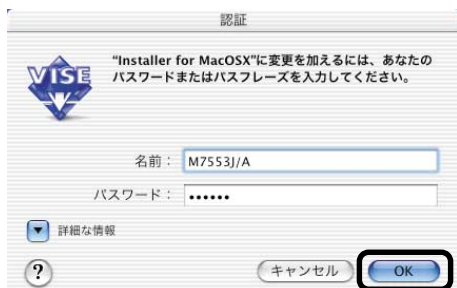 認証
VISE
"Installer for MacOSX"に変更を加えるには、あなたの
パスワードまたはパスフレーズを入力してください。
名前： M7553J/A
パスワード： ••••••
詳細な情報
? キャンセル OK